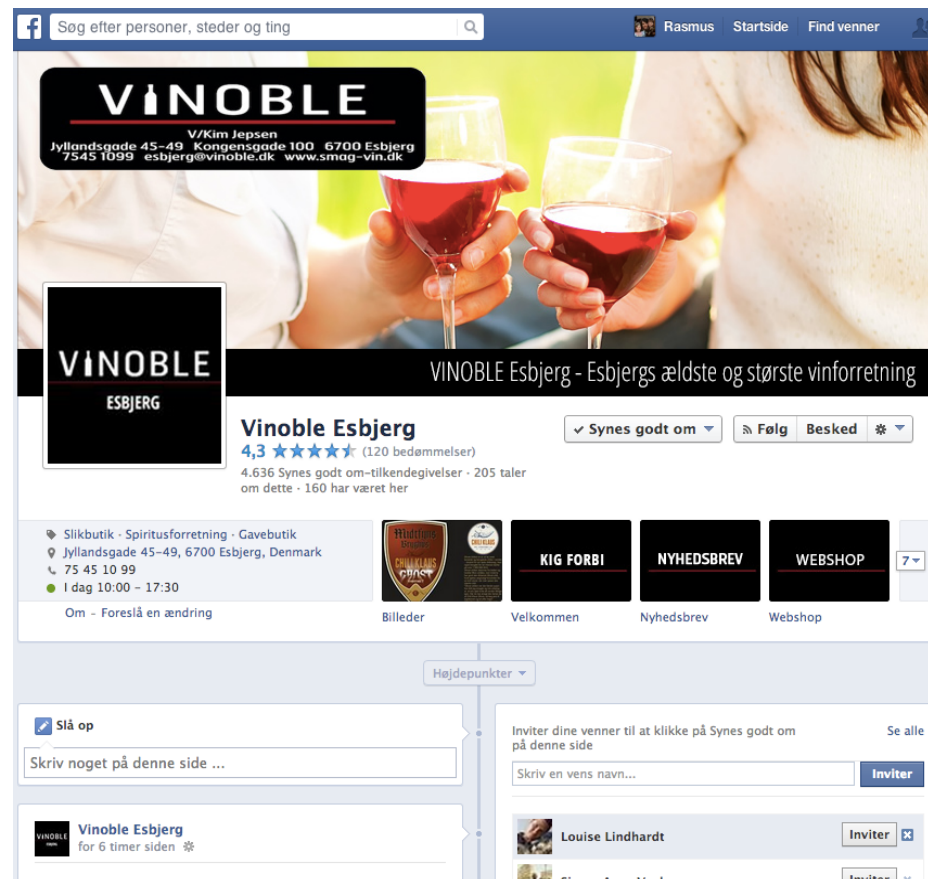 Søg efter personer, steder og ting
Rasmus Startside Find venner
VINOBLE
V/Kim Jepsen
Jyllandsgade 45-49 Kongensgade 100 6700 Esbjerg
7545 1099 esbjerg@vinoble.dk www.smag-vin.dk
VINOBLE
ESBJERG
VINOBLE Esbjerg - Esbjergs ældste og største vinforretning
Vinoble Esbjerg
4,3 (120 bedømmelser)
4.636 Synes godt om-tilkendegivelser · 205 taler
om dette · 160 har været her
Synes godt om
Følg Besked
Slikbutik · Spiritusforretning · Gavebutik
Jyllandsgade 45-49, 6700 Esbjerg, Denmark
75 45 10 99
I dag 10:00 - 17:30
Om - Foreslå en ændring
CHILI KLAUS
GHOST
Billeder
KIG FORBI
Velkommen
NYHEDSBREV
Nyhedsbrev
WEBSHOP
Webshop
7
Højdepunkter
Slå op
Skriv noget på denne side ...
Vinoble Esbjerg
for 6 timer siden
Inviter dine venner til at klikke på Synes godt om
på denne side
Se alle
Skriv en vens navn...
Inviter
Louise Lindhardt
Inviter
Inviter